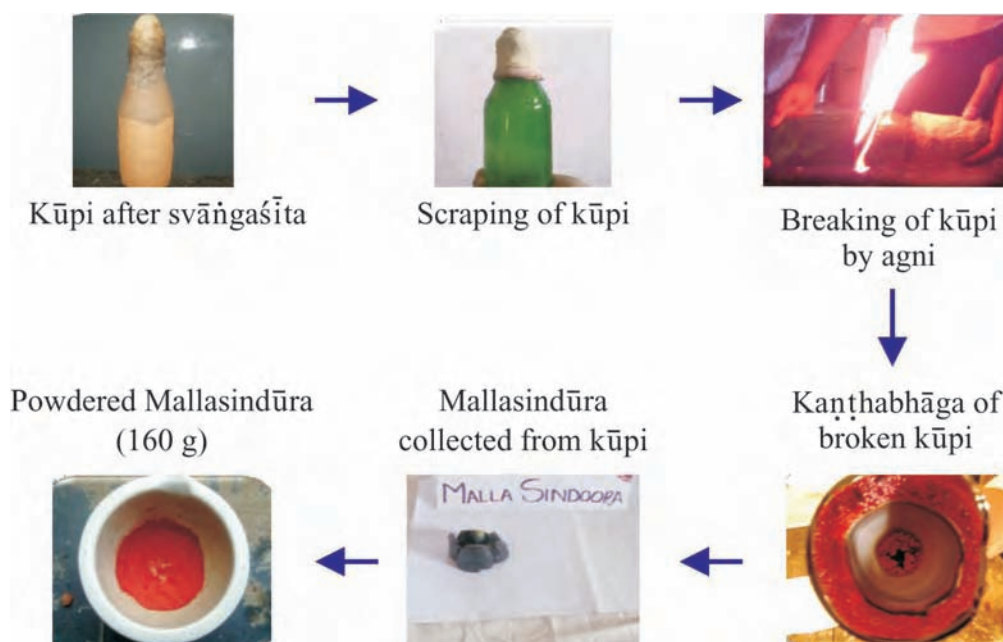 Kūpi after svāṅgaśīta
Scraping of kūpi
Breaking of kūpi
by agni
Kaṇṭhabhāga of
broken kūpi
Mallasindūra
collected from kūpi
MALLA SINDOORA
Powdered Mallasindūra
(160 g)